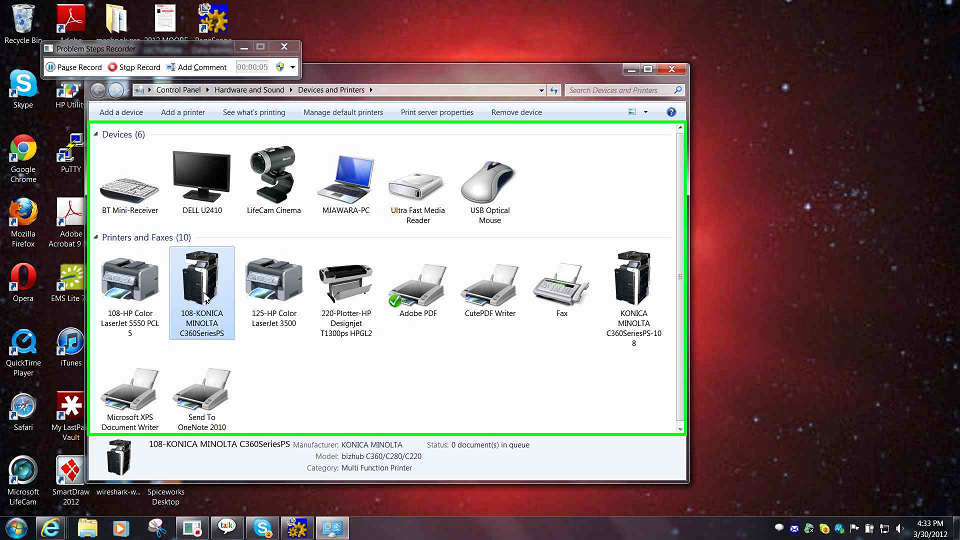 Recycle Bin
Problem Steps Recorder
Pause Record
Stop Record
Add Comment
00:00:05
Control Panel
Hardware and Sound
Devices and Printers
Search Devices and Printers
Add a device
Add a printer
See what's printing
Manage default printers
Print server properties
Remove device
Devices (6)
BT Mini-Receiver
DELL U2410
LifeCam Cinema
MJAWARA-PC
Ultra Fast Media
Reader
USB Optical
Mouse
Printers and Faxes (10)
108-HP Color
LaserJet 5550 PCL
5
108-KONICA
MINOLTA
C360SeriesPS
125-HP Color
LaserJet 3500
220-Plotter-HP
Designjet
T1300ps HPGL2
Adobe PDF
CutePDF Writer
Fax
KONICA
MINOLTA
C360SeriesPS-10
8
Microsoft XPS
Document Writer
Send To
OneNote 2010
108-KONICA MINOLTA C360SeriesPS
Manufacturer: KONICA MINOLTA
Status: 0 document(s) in queue
Model: bizhub C360/C280/C220
Category: Multi Function Printer
Skype
HP Utilit
Google
Chrome
PuTTY
Mozilla
Firefox
Adobe
Acrobat 9
Opera
EMS Lite
QuickTime
Player
iTunes
Safari
My LastPa
Vault
Microsoft
LifeCam
SmartDraw
2012
wireshark-w...
Spiceworks
Desktop
talk
4:33 PM
3/30/2012